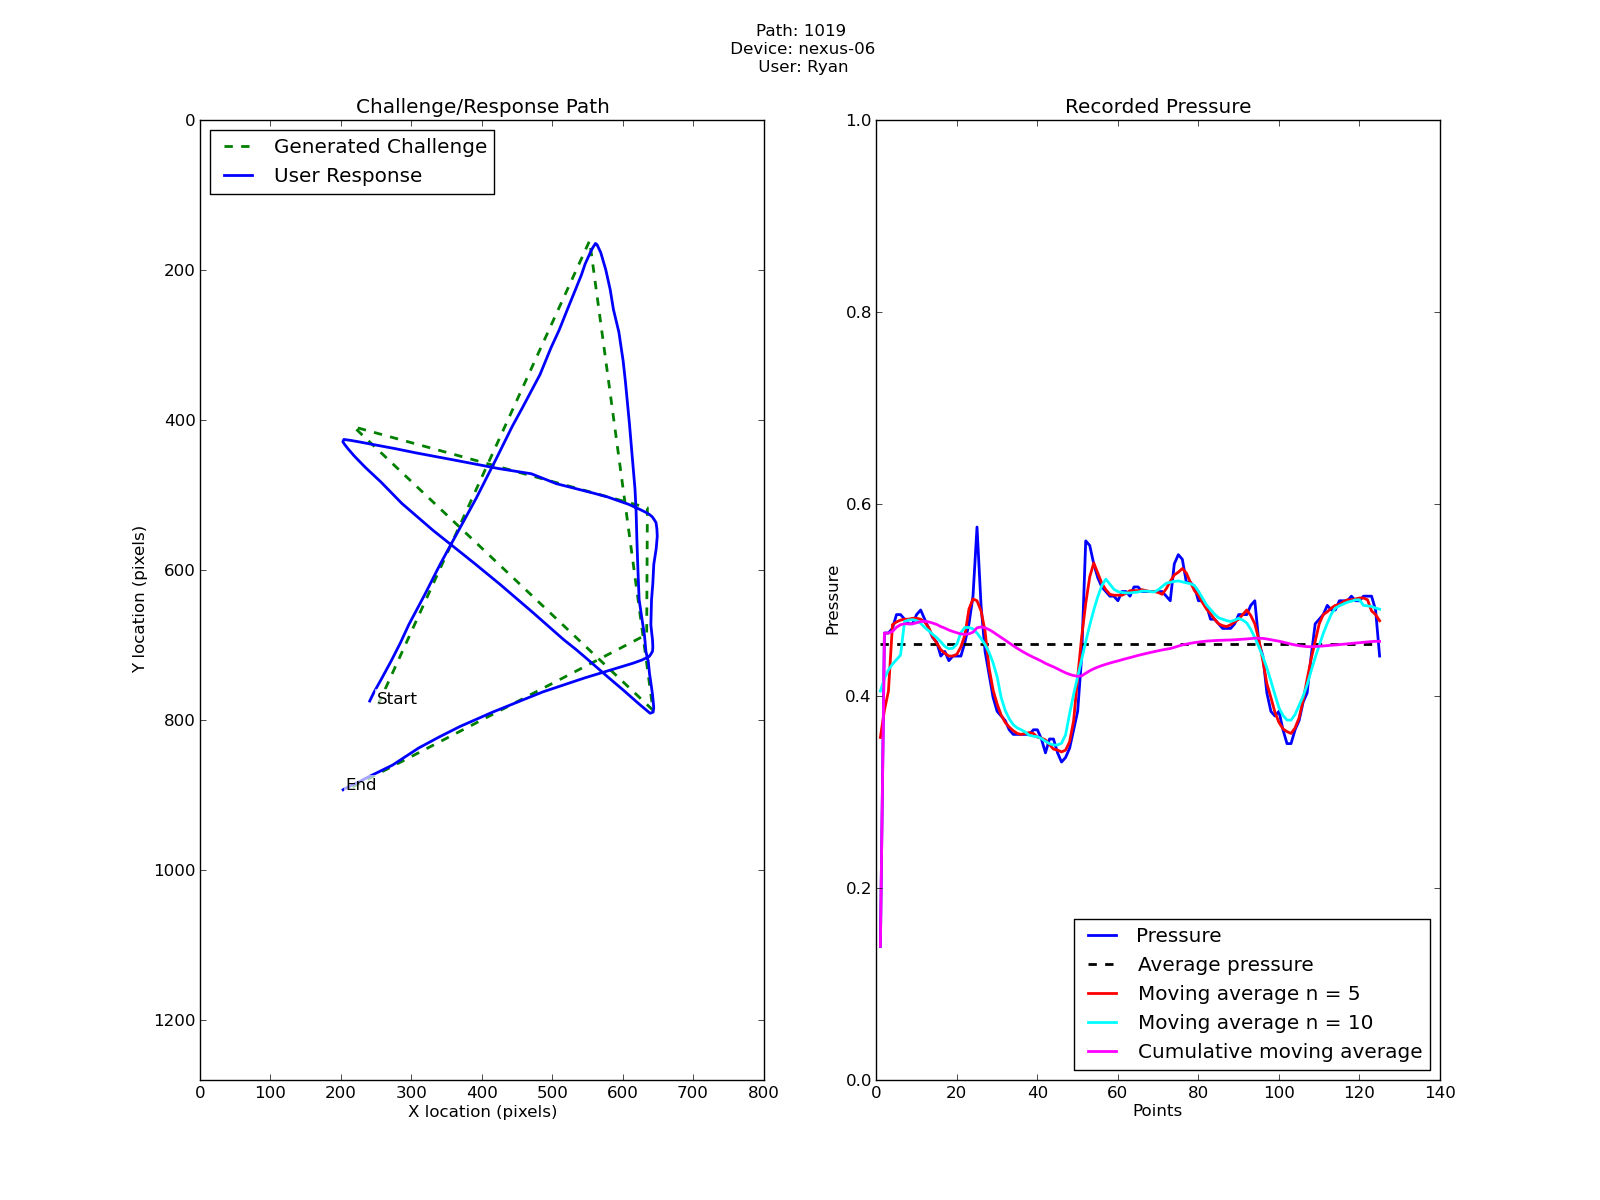 Path: 1019
Device: nexus-06
User: Ryan
Challenge/Response Path
Generated Challenge
User Response
0
200
400
600
800
1000
1200
Y location (pixels)
Start
End
0 100 200 300 400 500 600 700 800
X location (pixels)
Recorded Pressure
1.0
0.8
0.6
0.4
0.2
0.0
Pressure
Pressure
Average pressure
Moving average n = 5
Moving average n = 10
Cumulative moving average
0 20 40 60 80 100 120 140
Points